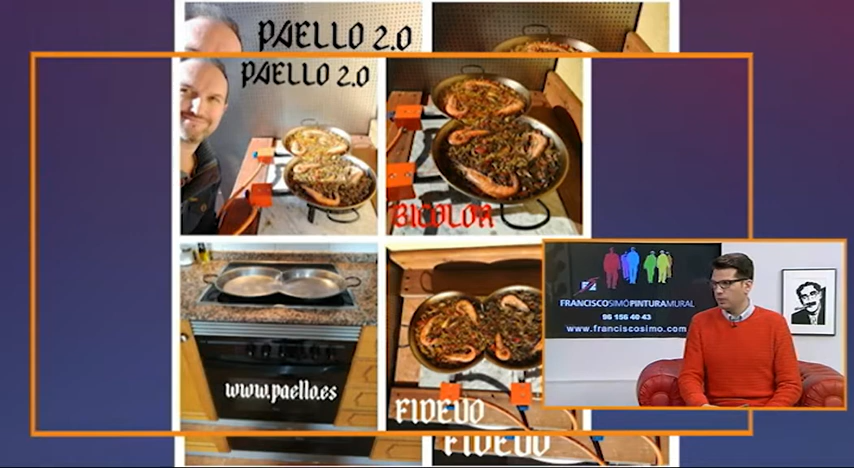 PAELLO 2.0
PAELLO 2.0
BICOLOR
www.paello.es
FIDEUO
FIDEUO
FRANCISCOSIMÓPINTURAMURAL
96 156 40 43
www.franciscosimo.com